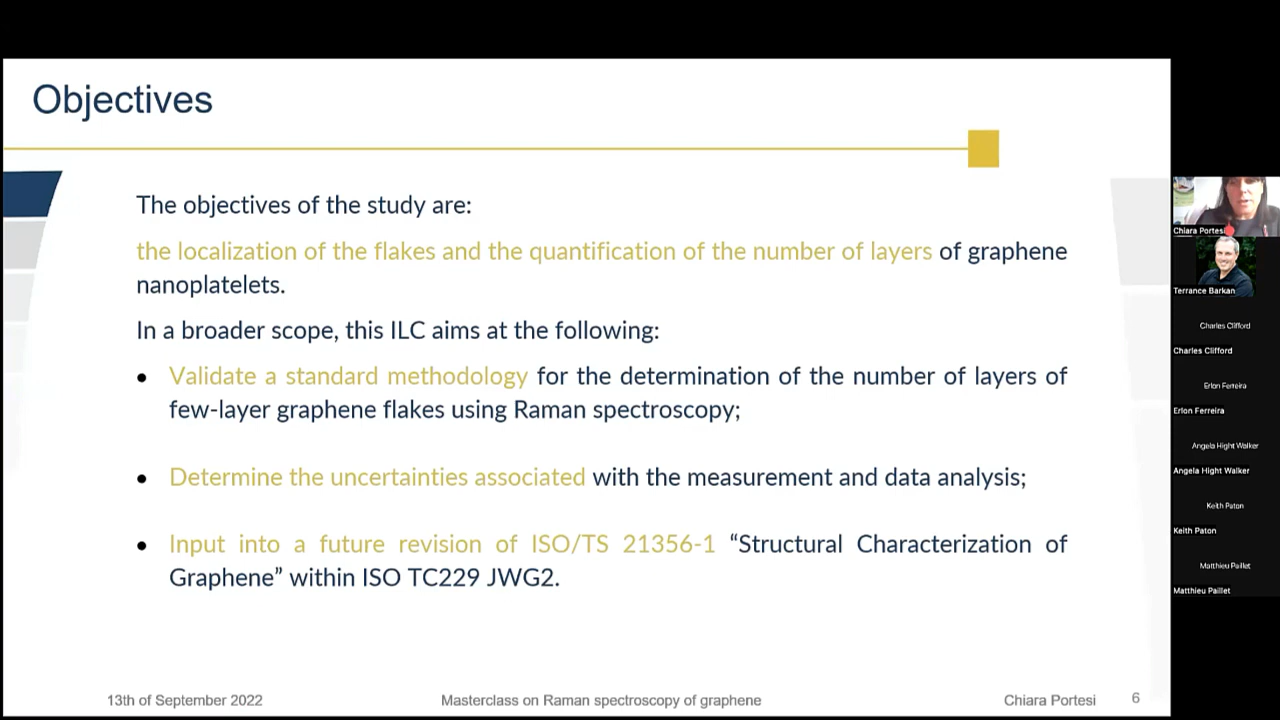 Objectives
The objectives of the study are:
the localization of the flakes and the quantification of the number of layers of graphene
nanoplatelets.
In a broader scope, this ILC aims at the following:
• Validate a standard methodology for the determination of the number of layers of
few-layer graphene flakes using Raman spectroscopy;
• Determine the uncertainties associated with the measurement and data analysis;
• Input into a future revision of ISO/TS 21356-1 “Structural Characterization of
Graphene” within ISO TC229 JWG2.
13th of September 2022
Masterclass on Raman spectroscopy of graphene
Chiara Portesi
6
Chiara Portesi
Terrance Barkan
Charles Clifford
Charles Clifford
Erlon Ferreira
Erlon Ferreira
Angela Hight Walker
Angela Hight Walker
Keith Paton
Keith Paton
Matthieu Paillet
Matthieu Paillet